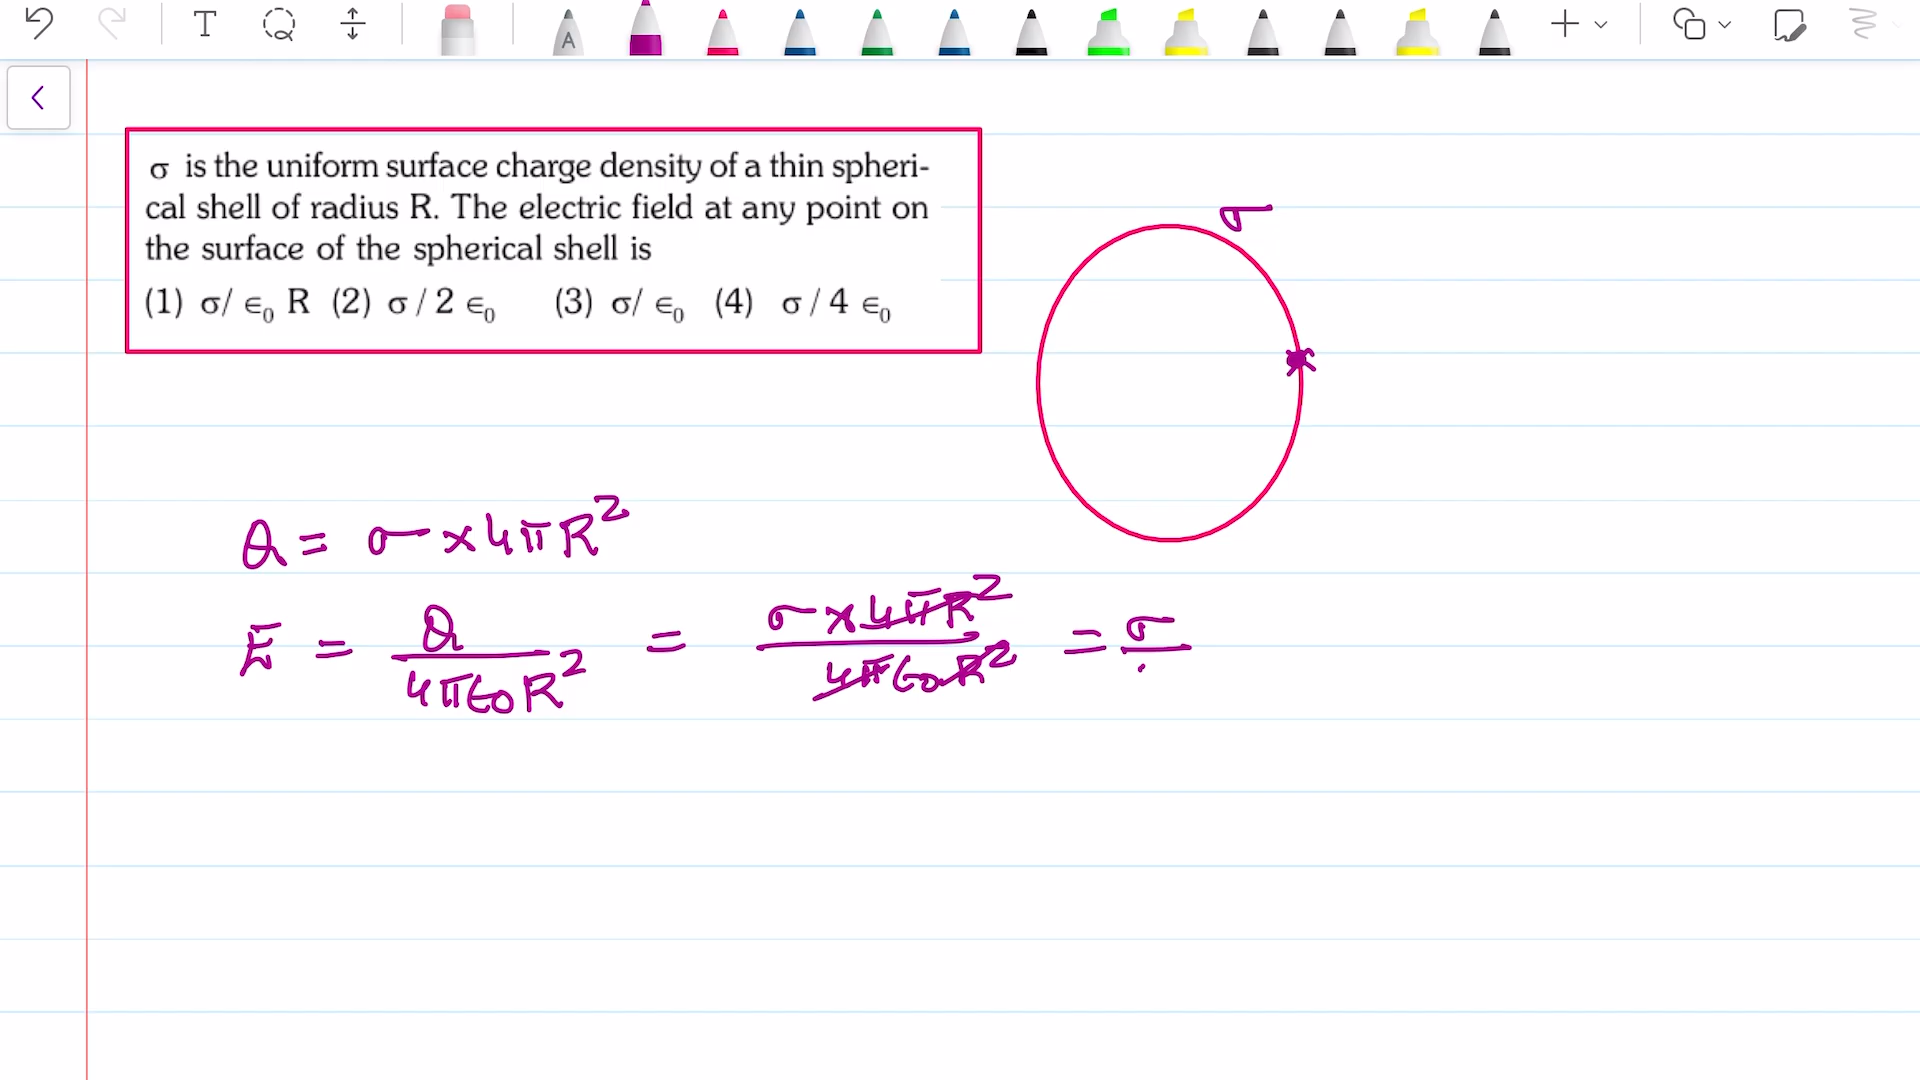 T
A
σ is the uniform surface charge density of a thin spheri-
cal shell of radius R. The electric field at any point on
the surface of the spherical shell is
(1) σ/ ∈₀ R (2) σ / 2 ∈₀ (3) σ/ ∈₀ (4) σ / 4 ∈₀
σ
Q = σ × 4πR²
E = Q / 4π∈₀R² = σ × 4πR² / 4π∈₀R² = σ /